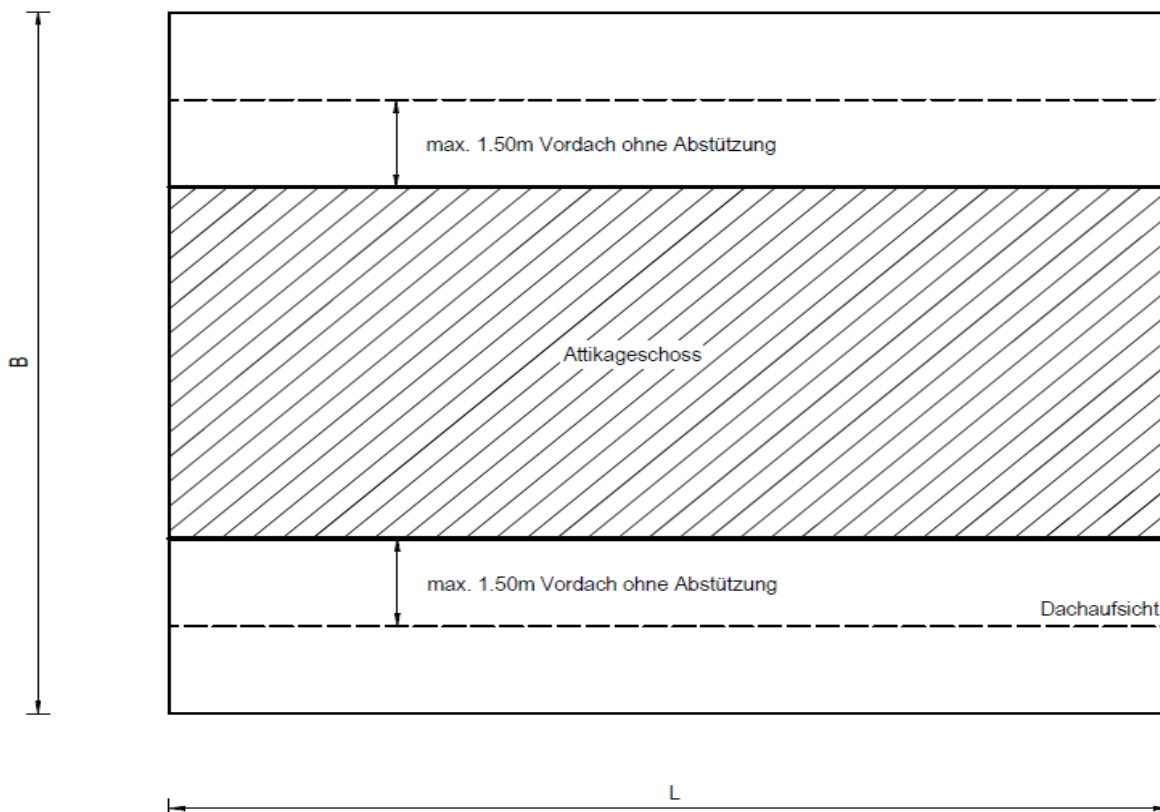 max. 1.50m Vordach ohne Abstützung
B
Attikageschoss
max. 1.50m Vordach ohne Abstützung
Dachaufsicht
L